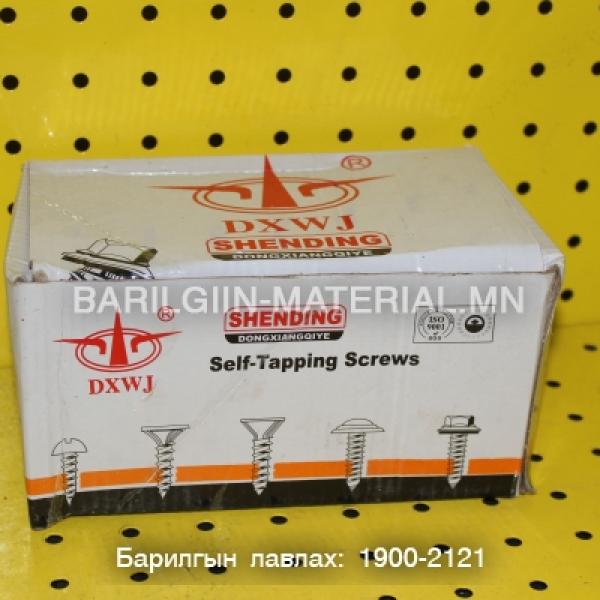 ®
DXWJ
SHENDING
DONGXIANGQIYE
BARILGIIN-MATERIAL.MN
®
DXWJ
SHENDING
DONGXIANGQIYE
ISO
9001
Self-Tapping Screws
Барилгын лавлах: 1900-2121